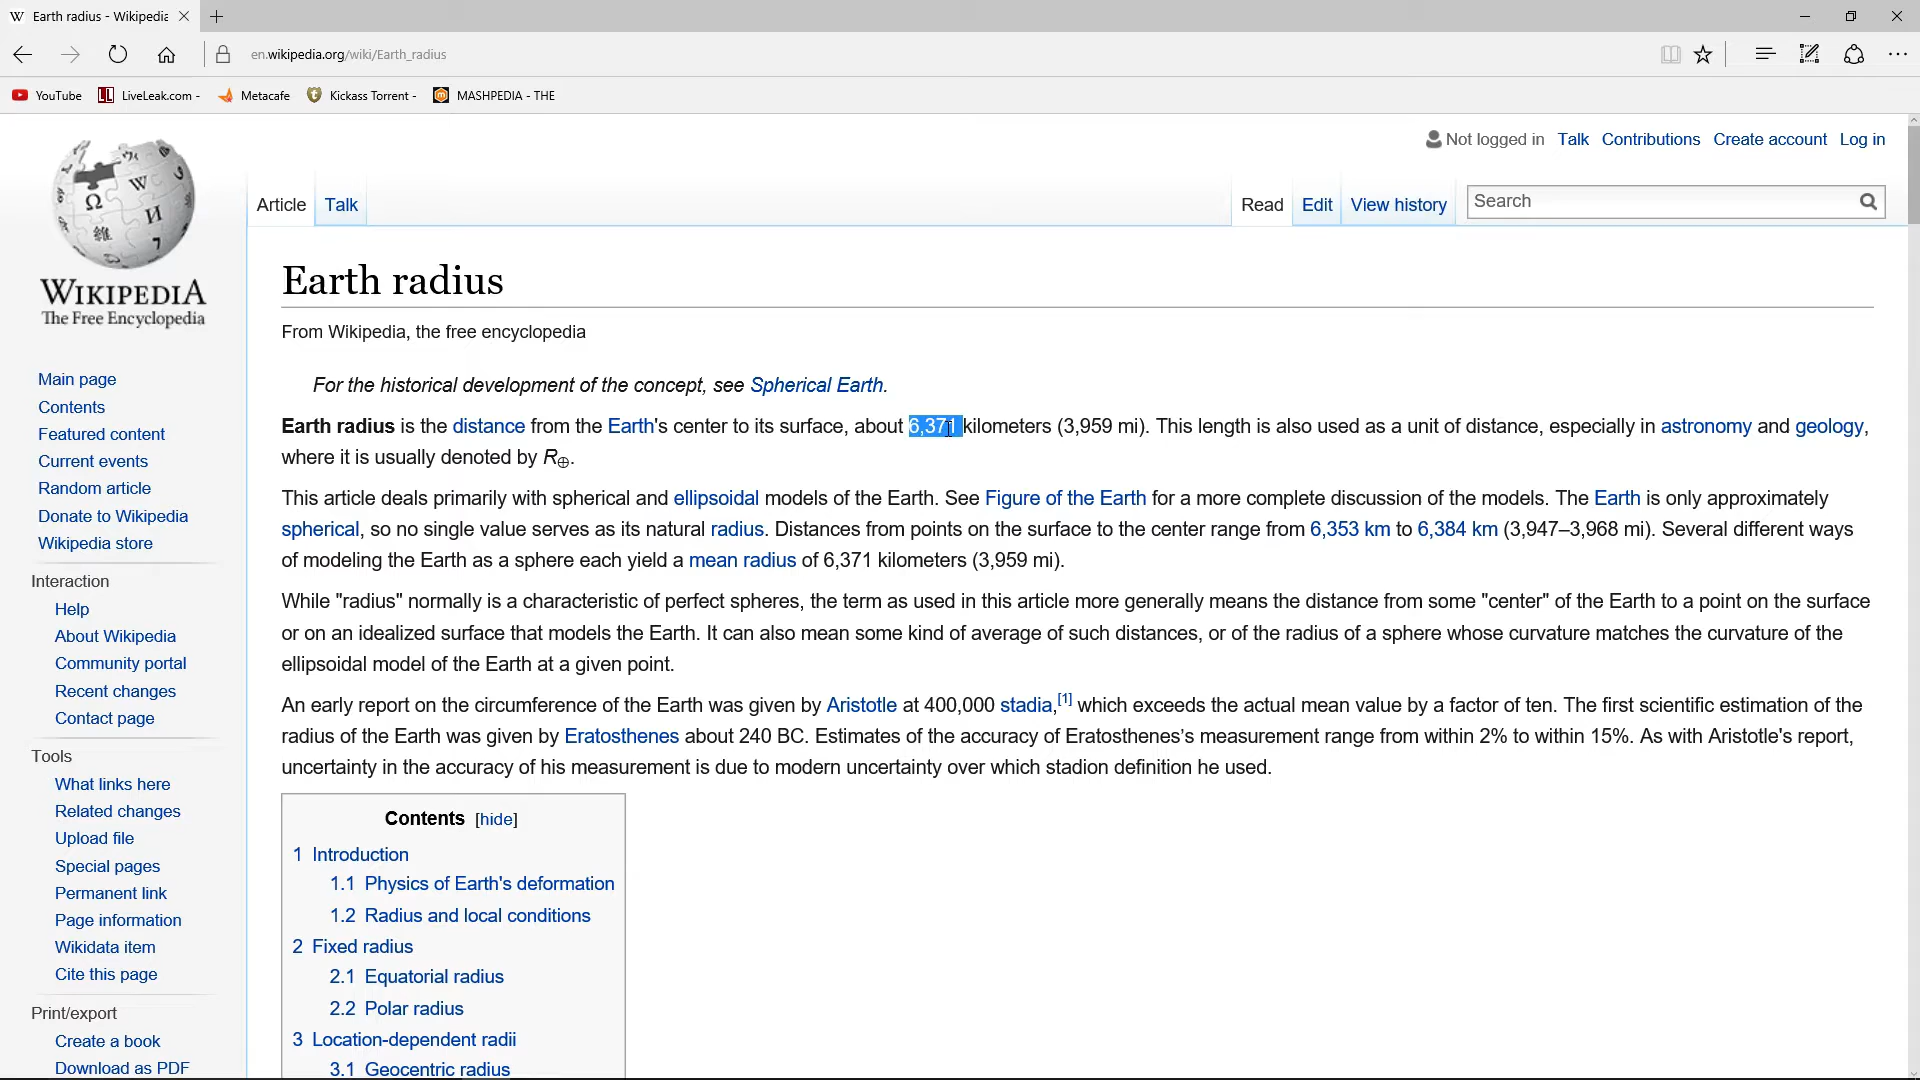 Earth radius - Wikipedia
en.wikipedia.org/wiki/Earth_radius
YouTube LiveLeak.com - Metacafe Kickass Torrent - MASHPEDIA - THE
Not logged in Talk Contributions Create account Log in
Article Talk Read Edit View history Search
WIKIPEDIA
The Free Encyclopedia
Main page
Contents
Featured content
Current events
Random article
Donate to Wikipedia
Wikipedia store
Interaction
Help
About Wikipedia
Community portal
Recent changes
Contact page
Tools
What links here
Related changes
Upload file
Special pages
Permanent link
Page information
Wikidata item
Cite this page
Print/export
Create a book
Download as PDF
Earth radius
From Wikipedia, the free encyclopedia
For the historical development of the concept, see Spherical Earth.
Earth radius is the distance from the Earth's center to its surface, about 6,371 kilometers (3,959 mi). This length is also used as a unit of distance, especially in astronomy and geology,
where it is usually denoted by R⊕.
This article deals primarily with spherical and ellipsoidal models of the Earth. See Figure of the Earth for a more complete discussion of the models. The Earth is only approximately
spherical, so no single value serves as its natural radius. Distances from points on the surface to the center range from 6,353 km to 6,384 km (3,947–3,968 mi). Several different ways
of modeling the Earth as a sphere each yield a mean radius of 6,371 kilometers (3,959 mi).
While "radius" normally is a characteristic of perfect spheres, the term as used in this article more generally means the distance from some "center" of the Earth to a point on the surface
or on an idealized surface that models the Earth. It can also mean some kind of average of such distances, or of the radius of a sphere whose curvature matches the curvature of the
ellipsoidal model of the Earth at a given point.
An early report on the circumference of the Earth was given by Aristotle at 400,000 stadia,[1] which exceeds the actual mean value by a factor of ten. The first scientific estimation of the
radius of the Earth was given by Eratosthenes about 240 BC. Estimates of the accuracy of Eratosthenes's measurement range from within 2% to within 15%. As with Aristotle's report,
uncertainty in the accuracy of his measurement is due to modern uncertainty over which stadion definition he used.
Contents [hide]
1 Introduction
1.1 Physics of Earth's deformation
1.2 Radius and local conditions
2 Fixed radius
2.1 Equatorial radius
2.2 Polar radius
3 Location-dependent radii
3.1 Geocentric radius